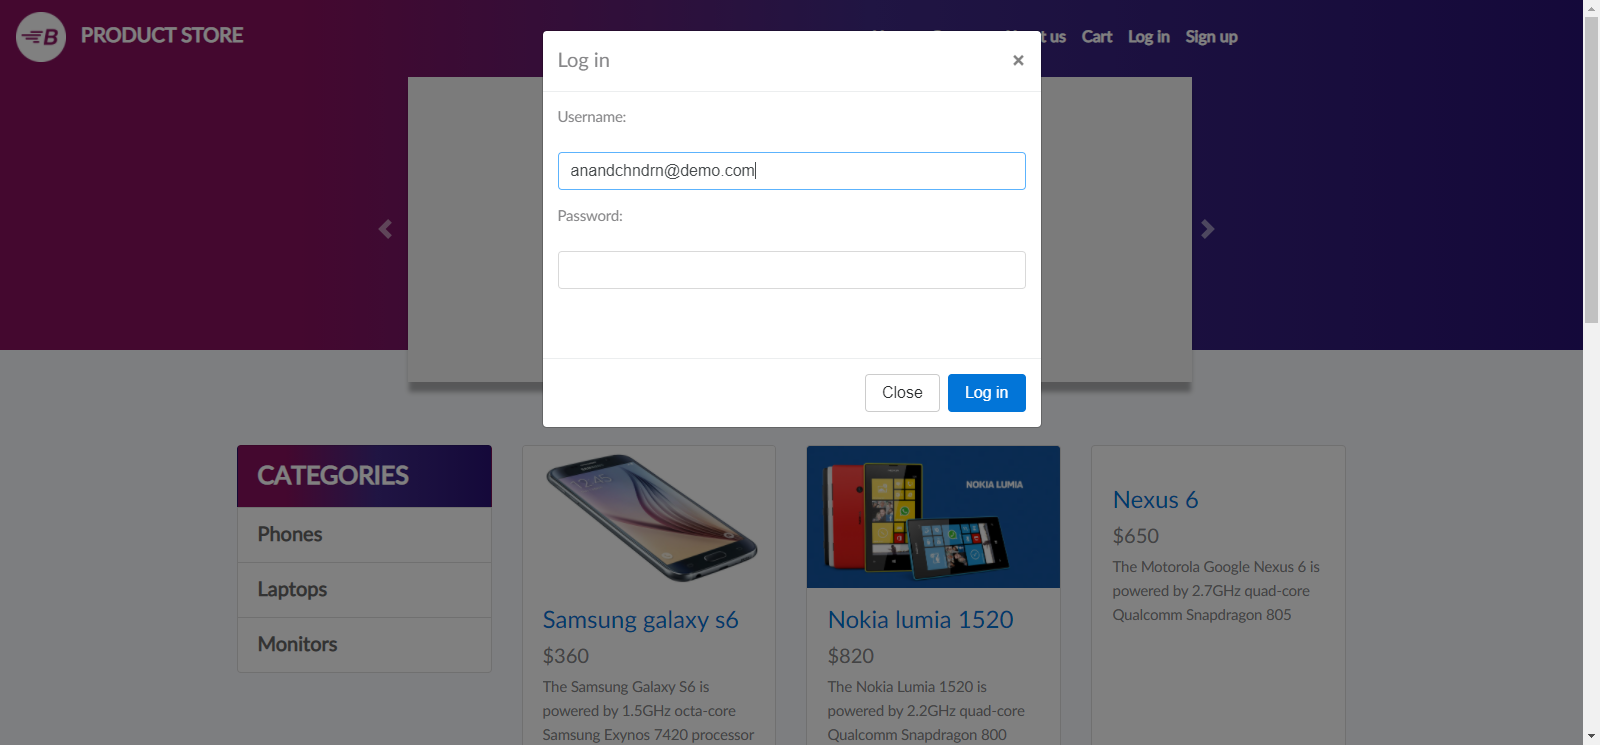 B PRODUCT STORE
Cart Log in Sign up
Log in
×
Username:
anandchndrn@demo.com
Password:
Close Log in
CATEGORIES
Phones
Laptops
Monitors
Samsung galaxy s6
$360
The Samsung Galaxy S6 is
powered by 1.5GHz octa-core
Samsung Exynos 7420 processor
NOKIA LUMIA
Nokia lumia 1520
$820
The Nokia Lumia 1520 is
powered by 2.2GHz quad-core
Qualcomm Snapdragon 800
Nexus 6
$650
The Motorola Google Nexus 6 is
powered by 2.7GHz quad-core
Qualcomm Snapdragon 805